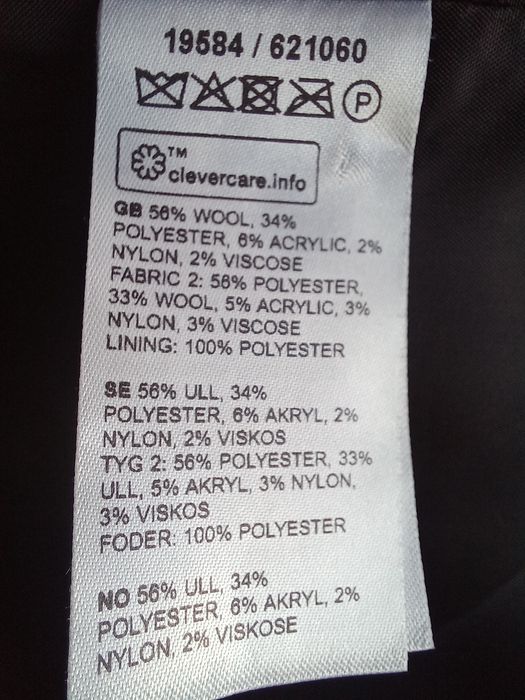 19584 / 621060
P
TM
clevercare.info
GB 56% WOOL, 34%
POLYESTER, 6% ACRYLIC, 2%
NYLON, 2% VISCOSE
FABRIC 2: 56% POLYESTER,
33% WOOL, 5% ACRYLIC, 3%
NYLON, 3% VISCOSE
LINING: 100% POLYESTER
SE 56% ULL, 34%
POLYESTER, 6% AKRYL, 2%
NYLON, 2% VISKOS
TYG 2: 56% POLYESTER, 33%
ULL, 5% AKRYL, 3% NYLON,
3% VISKOS
FODER: 100% POLYESTER
NO 56% ULL, 34%
POLYESTER, 6% AKRYL, 2%
NYLON, 2% VISKOSE